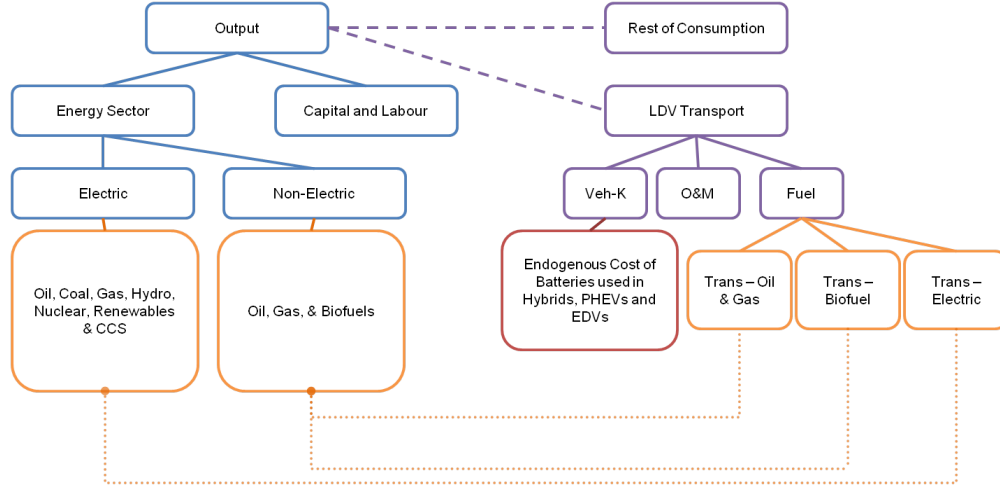 Output
Rest of Consumption
Energy Sector
Capital and Labour
LDV Transport
Electric
Non-Electric
Veh-K
O&M
Fuel
Oil, Coal, Gas, Hydro,
Nuclear, Renewables
& CCS
Oil, Gas, & Biofuels
Endogenous Cost of
Batteries used in
Hybrids, PHEVs and
EDVs
Trans – Oil
& Gas
Trans –
Biofuel
Trans –
Electric